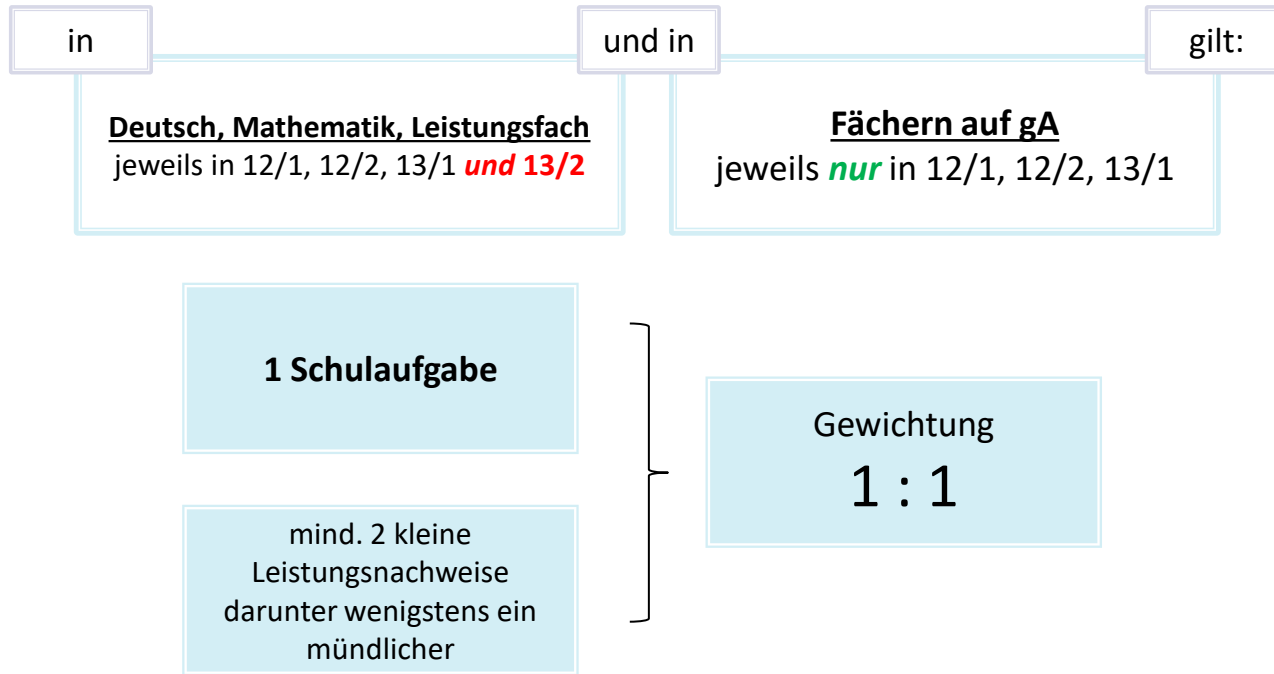 in
und in
gilt:
Deutsch, Mathematik, Leistungsfach
jeweils in 12/1, 12/2, 13/1 und 13/2
Fächern auf gA
jeweils nur in 12/1, 12/2, 13/1
1 Schulaufgabe
mind. 2 kleine
Leistungsnachweise
darunter wenigstens ein
mündlicher
Gewichtung
1 : 1